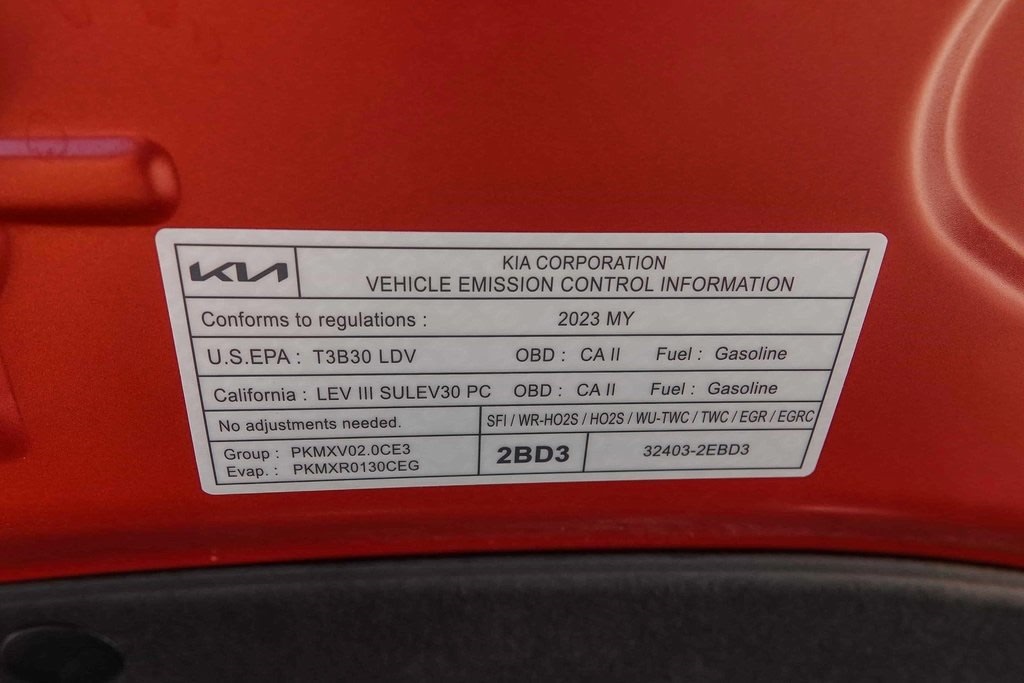 KIA
KIA CORPORATION
VEHICLE EMISSION CONTROL INFORMATION
Conforms to regulations : 2023 MY
U.S.EPA : T3B30 LDV OBD : CA II Fuel : Gasoline
California : LEV III SULEV30 PC OBD : CA II Fuel : Gasoline
No adjustments needed. SFI / WR-HO2S / HO2S / WU-TWC / TWC / EGR / EGRC
Group : PKMXV02.0CE3
Evap. : PKMXR0130CEG
2BD3 32403-2EBD3